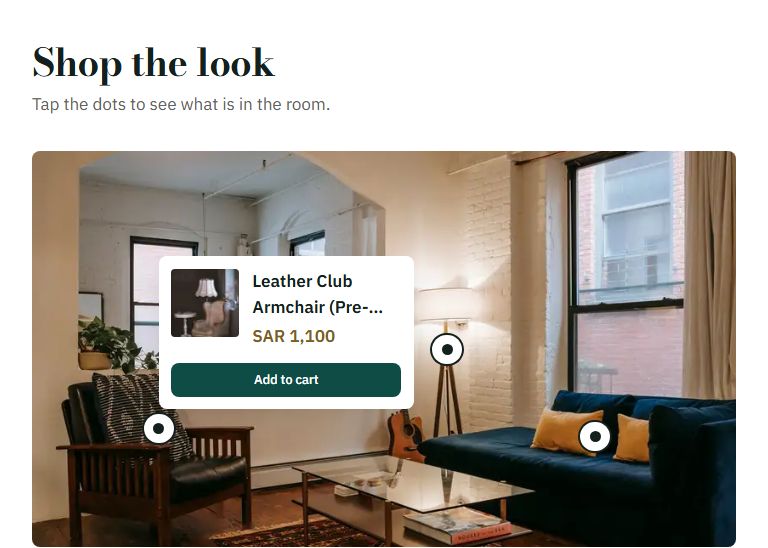 Shop the look
Tap the dots to see what is in the room.
Leather Club
Armchair (Pre-...
SAR 1,100
Add to cart